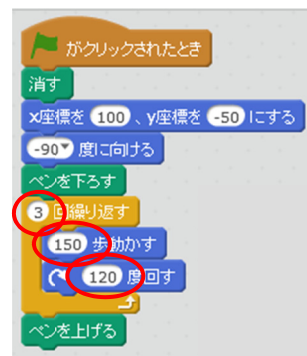 がクリックされたとき
消す
x座標を 100 、y座標を -50 にする
-90 度に向ける
ペンを下ろす
3 回繰り返す
150 歩動かす
120 度回す
ペンを上げる